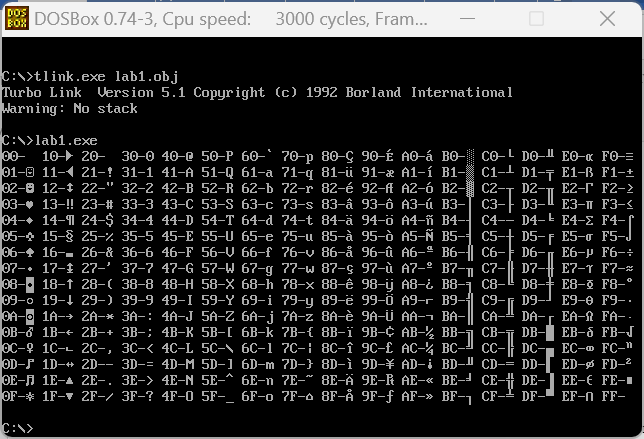 DOS BOX DOSBox 0.74-3, Cpu speed: 3000 cycles, Fram...
C:\>tlink.exe lab1.obj
Turbo Link Version 5.1 Copyright (c) 1992 Borland International
Warning: No stack
C:\>lab1.exe
00- 10-► 20- 30-0 40-@ 50-P 60-` 70-p 80-Ç 90-É A0-á B0-░ C0-└ D0-╨ E0-α F0-≡
01-☺ 11-◄ 21-! 31-1 41-A 51-Q 61-a 71-q 81-ü 91-æ A1-í B1-▒ C1-┴ D1-╤ E1-ß F1-±
02-☻ 12-↕ 22-" 32-2 42-B 52-R 62-b 72-r 82-é 92-Æ A2-ó B2-▓ C2-┬ D2-╥ E2-Γ F2-≥
03-♥ 13-‼ 23-# 33-3 43-C 53-S 63-c 73-s 83-â 93-ô A3-ú B3-│ C3-├ D3-╙ E3-π F3-≤
04-♦ 14-¶ 24-$ 34-4 44-D 54-T 64-d 74-t 84-ä 94-ö A4-ñ B4-┤ C4-─ D4-╘ E4-Σ F4-⌠
05-♣ 15-§ 25-% 35-5 45-E 55-U 65-e 75-u 85-à 95-ò A5-Ñ B5-╡ C5-┼ D5-╒ E5-σ F5-⌡
06-♠ 16-▬ 26-& 36-6 46-F 56-V 66-f 76-v 86-å 96-û A6-ª B6-╢ C6-╞ D6-╓ E6-µ F6-÷
07-• 17-↨ 27-' 37-7 47-G 57-W 67-g 77-w 87-ç 97-ù A7-º B7-╖ C7-╟ D7-╫ E7-τ F7-≈
08-◘ 18-↑ 28-( 38-8 48-H 58-X 68-h 78-x 88-ê 98-ÿ A8-¿ B8-╕ C8-╚ D8-╪ E8-Φ F8-°
09-○ 19-↓ 29-) 39-9 49-I 59-Y 69-i 79-y 89-ë 99-Ö A9-⌐ B9-╣ C9-╔ D9-┘ E9-Θ F9-∙
0A-◙ 1A-→ 2A-* 3A-: 4A-J 5A-Z 6A-j 7A-z 8A-è 9A-Ü AA-¬ BA-║ CA-╩ DA-┌ EA-Ω FA-·
0B-♂ 1B-← 2B-+ 3B-; 4B-K 5B-[ 6B-k 7B-{ 8B-ï 9B-¢ AB-½ BB-╗ CB-╦ DB-█ EB-δ FB-√
0C-♀ 1C-∟ 2C-, 3C-< 4C-L 5C-\ 6C-l 7C-¦ 8C-î 9C-£ AC-¼ BC-╝ CC-╠ DC-▄ EC-∞ FC-ⁿ
0D-♪ 1D-↔ 2D-- 3D-= 4D-M 5D-] 6D-m 7D-} 8D-ì 9D-¥ AD-¡ BD-╜ CD-═ DD-▌ ED-φ FD-²
0E-♫ 1E-▲ 2E-. 3E-> 4E-N 5E-^ 6E-n 7E-~ 8E-Ä 9E-₧ AE-« BE-╛ CE-╬ DE-▐ EE-ε FE-■
0F-☼ 1F-▼ 2F-/ 3F-? 4F-O 5F-_ 6F-o 7F-⌂ 8F-Å 9F-ƒ AF-» BF-┐ CF-╧ DF-▀ EF-∩ FF-
C:\>